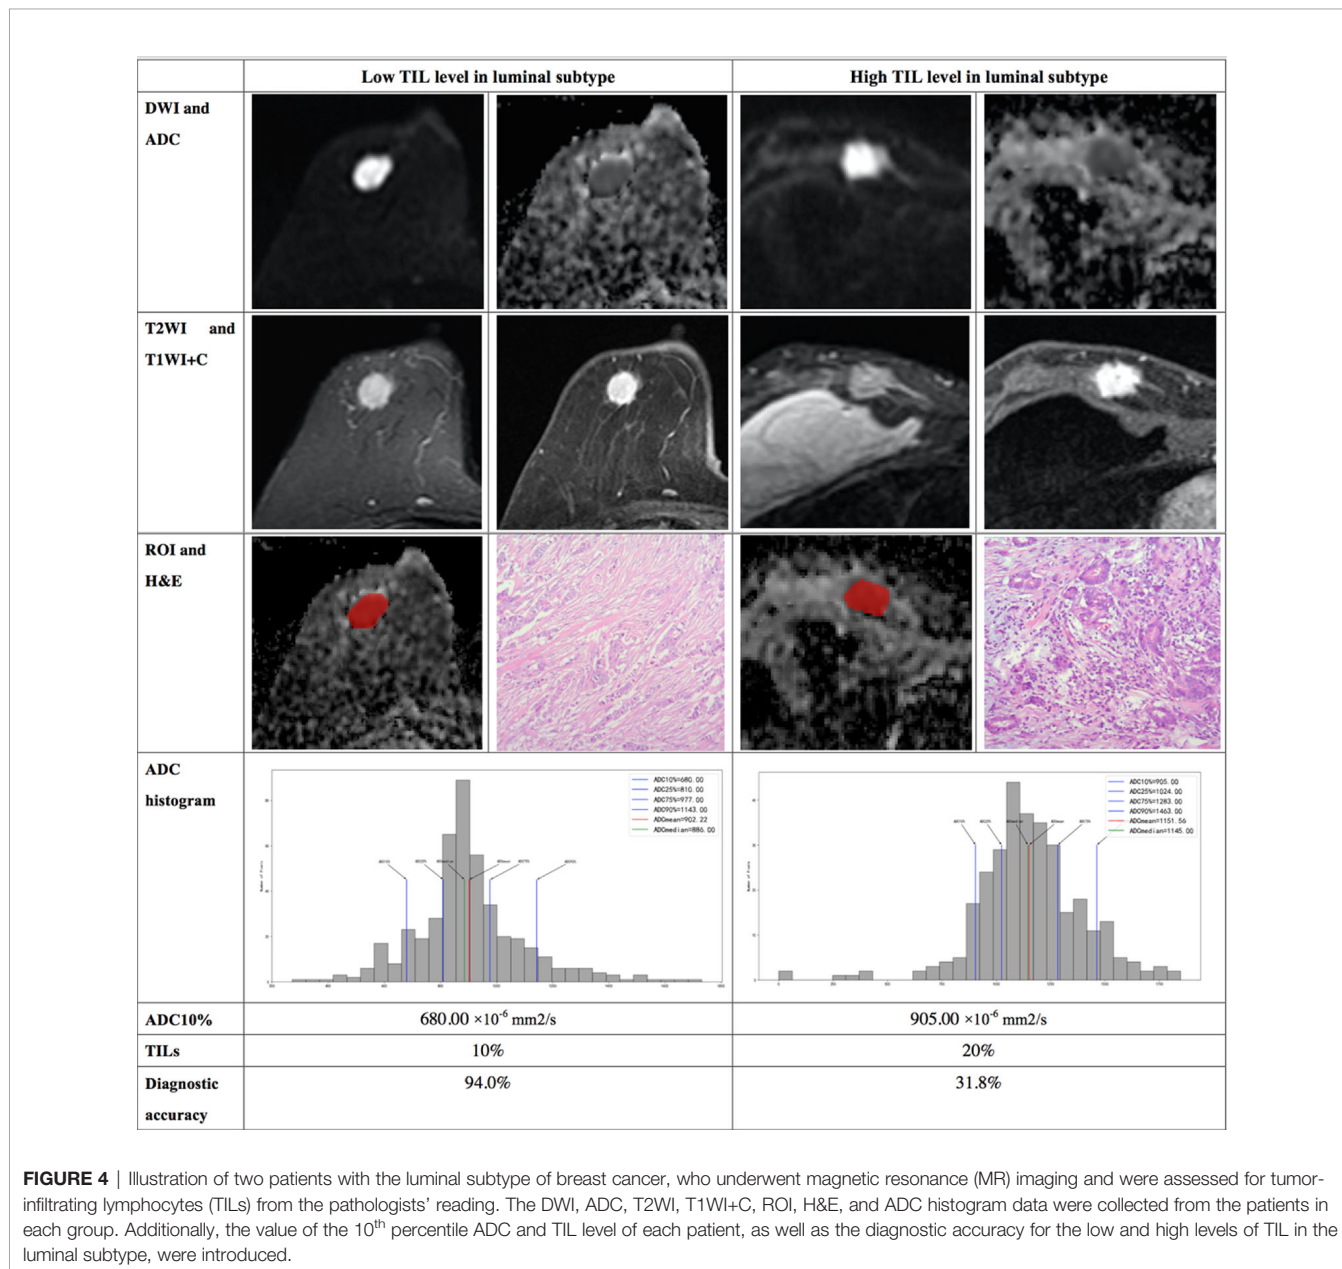 Low TIL level in luminal subtype
High TIL level in luminal subtype
DWI and
ADC
T2WI and
T1WI+C
ROI and
H&E
ADC
histogram
ADC10%=680.00
ADC25%=810.00
ADC75%=977.00
ADC90%=1143.00
ADCmean=902.22
ADCmedian=886.00
ADC10%=905.00
ADC25%=1024.00
ADC75%=1283.00
ADC90%=1463.00
ADCmean=1151.56
ADCmedian=1145.00
ADC10%
680.00 ×10⁻⁶ mm2/s
905.00 ×10⁻⁶ mm2/s
TILs
10%
20%
Diagnostic
accuracy
94.0%
31.8%
FIGURE 4 | Illustration of two patients with the luminal subtype of breast cancer, who underwent magnetic resonance (MR) imaging and were assessed for tumor-
infiltrating lymphocytes (TILs) from the pathologists' reading. The DWI, ADC, T2WI, T1WI+C, ROI, H&E, and ADC histogram data were collected from the patients in
each group. Additionally, the value of the 10th percentile ADC and TIL level of each patient, as well as the diagnostic accuracy for the low and high levels of TIL in the
luminal subtype, were introduced.